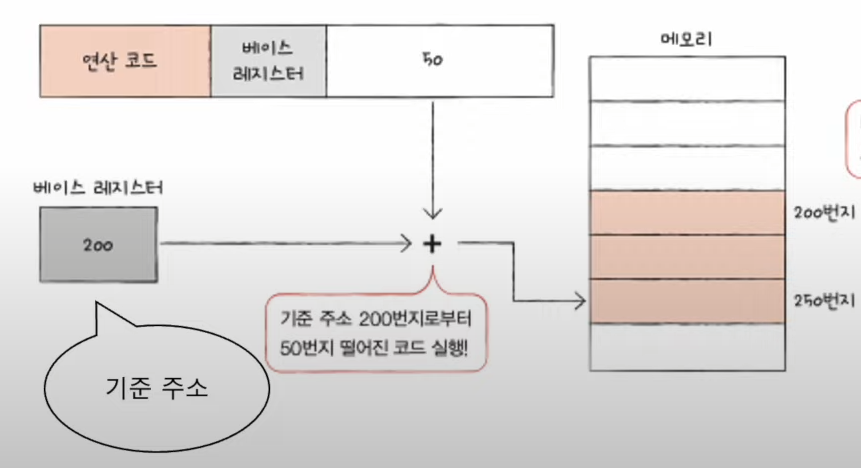 연산 코드
베이스
레지스터
50
메모리
베이스 레지스터
200
+
200번지
250번지
기준 주소 200번지로부터
50번지 떨어진 코드 실행!
기준 주소